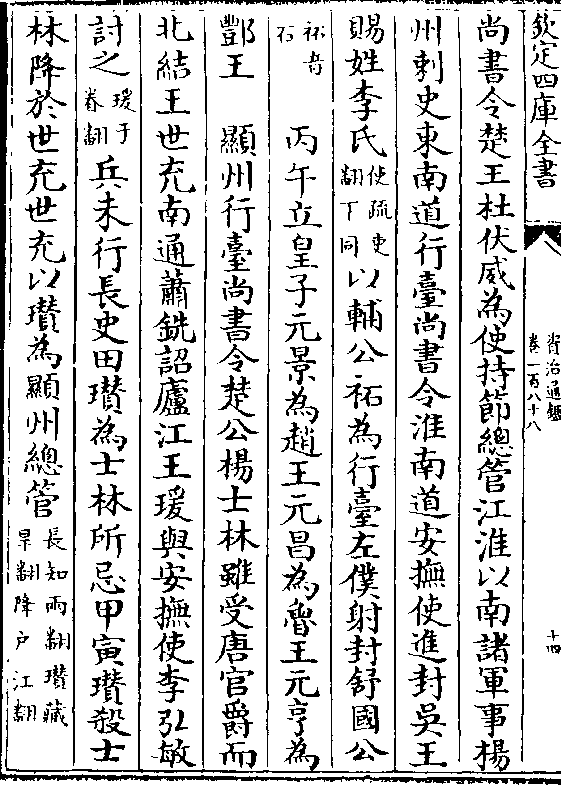 欽定四庫全書
資治通鑑
卷一百八十八
十四
尚書令楚王杜伏威為使持節總管江淮以南諸軍事楊
州刺史東南道行臺尚書令淮南道安撫使進封吳王
賜姓李氏使疏吏翻下同以輔公祏為行臺左僕射封舒國公
祏音石 丙午立皇子元景為趙王元昌為魯王元亨為
酆王 顯州行臺尚書令楚公楊士林雖受唐官爵而
北結王世充南通蕭銑詔廬江王瑗與安撫使李弘敏
討之瑗于眷翻兵未行長史田瓚為士林所忌甲寅瓚殺士
林降於世充世充以瓚為顯州總管長知兩翻瓚藏旱翻降戶江翻